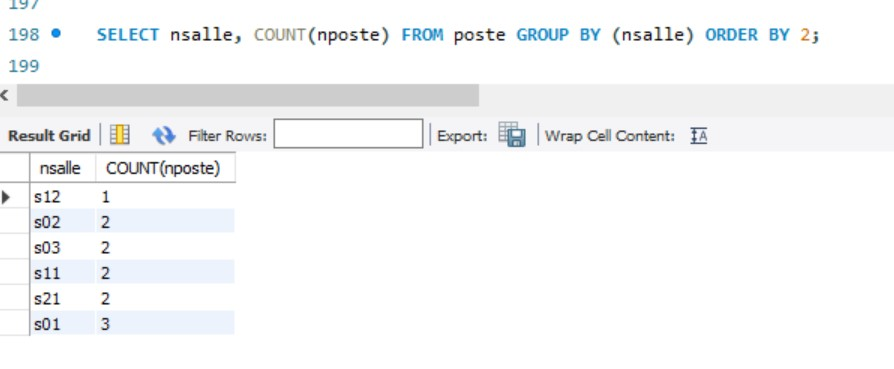 197
198 SELECT nsalle, COUNT(nposte) FROM poste GROUP BY (nsalle) ORDER BY 2;
199
Result Grid Filter Rows: Export: Wrap Cell Content:
nsalle COUNT(nposte)
s12 1
s02 2
s03 2
s11 2
s21 2
s01 3